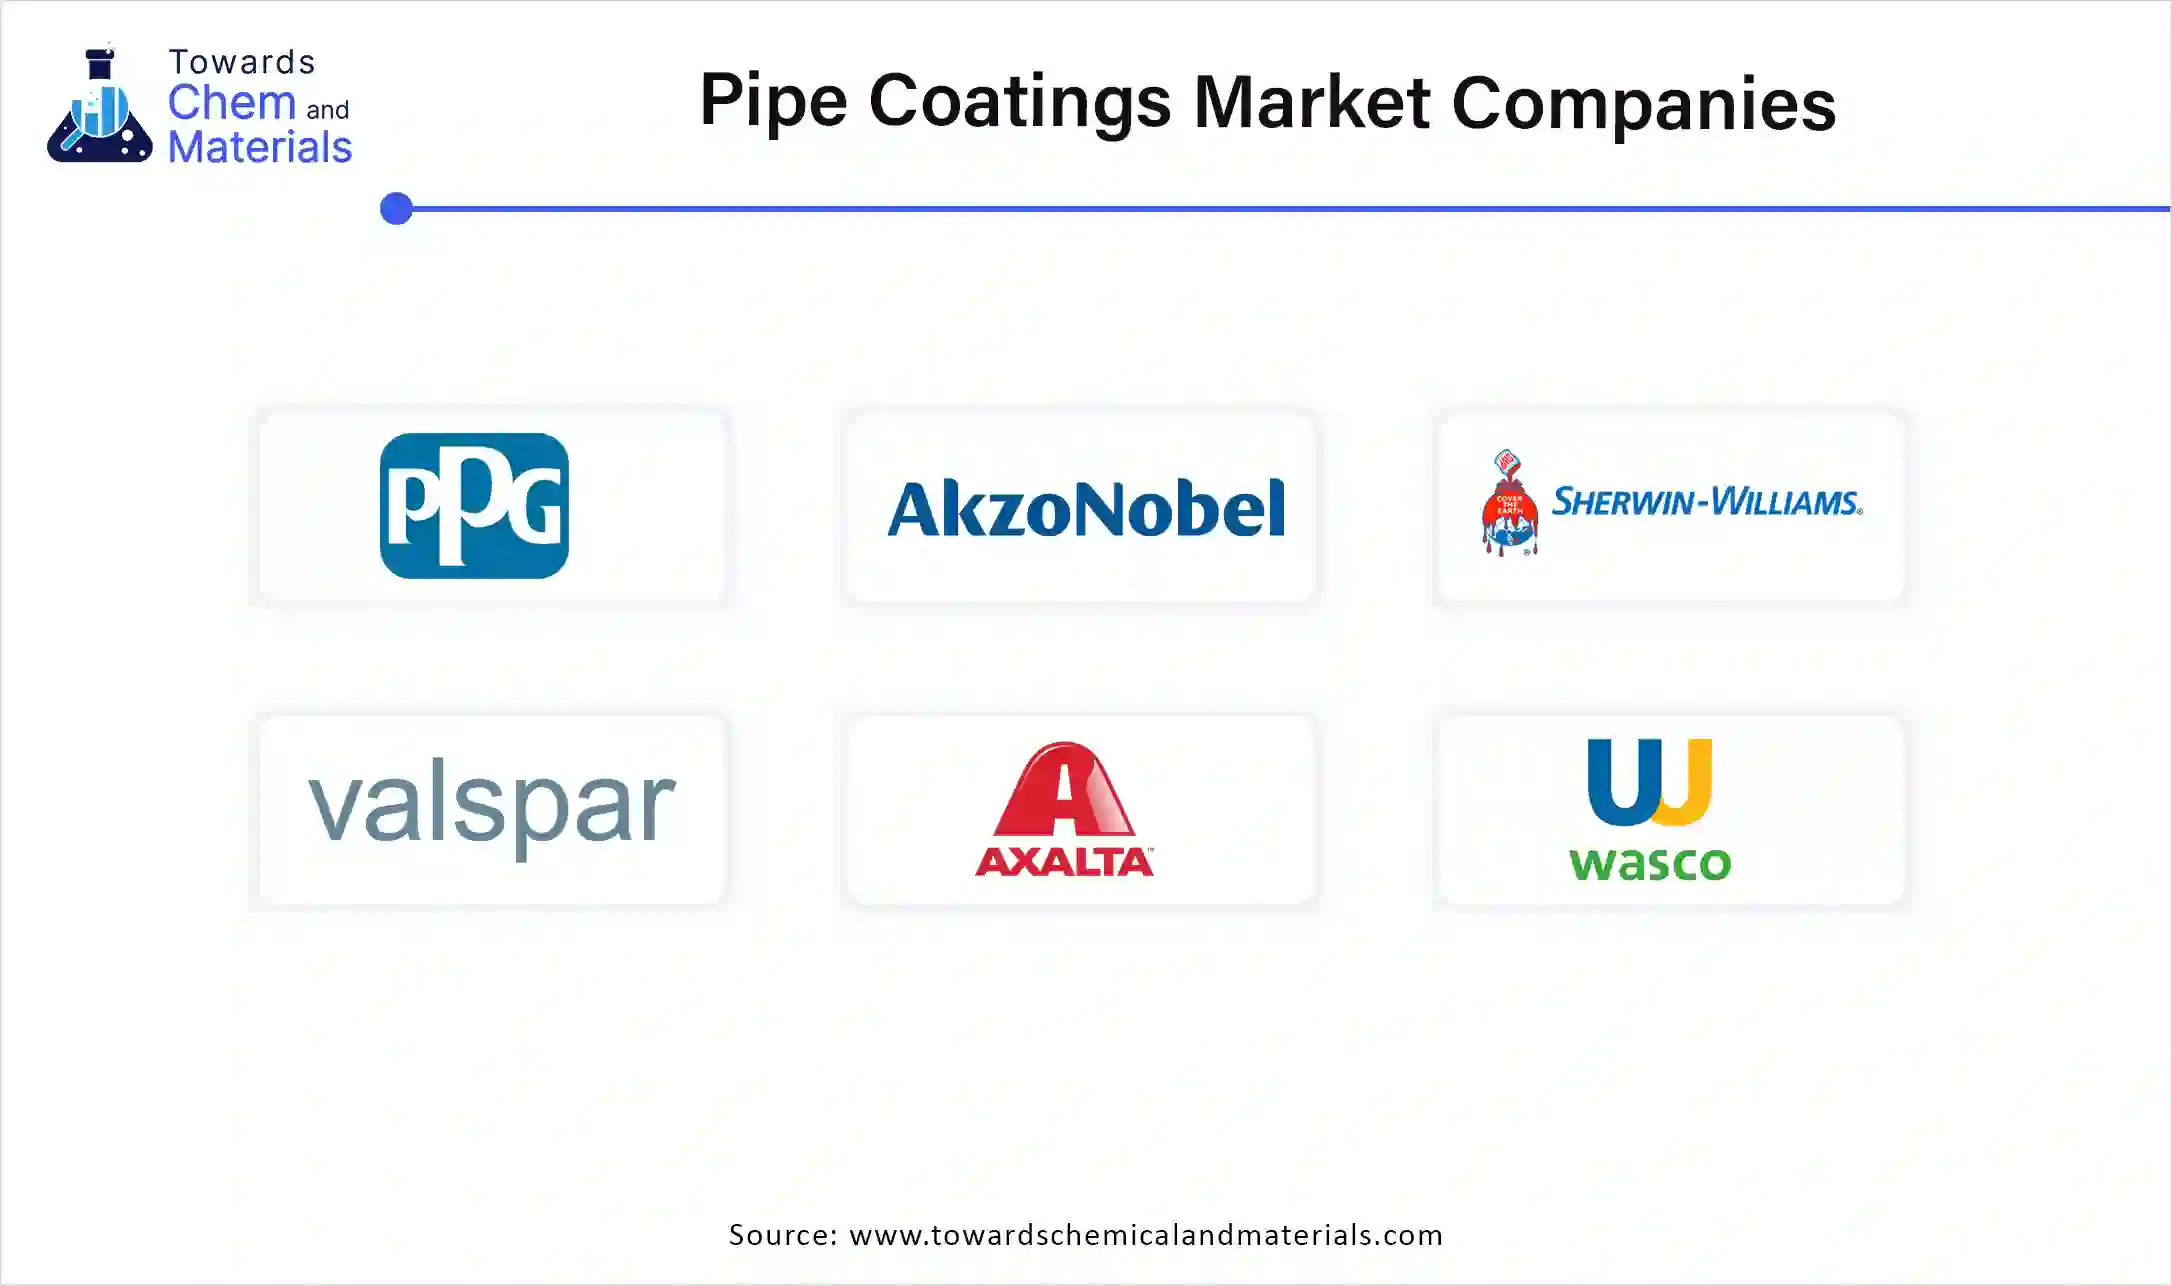 Towards
Chem and
Materials
Pipe Coatings Market Companies
PPG
AkzoNobel
SWP
COVER
THE
EARTH
®
SHERWIN-WILLIAMS®
valspar
A
AXALTA™
W
wasco
Source: www.towardschemicalandmaterials.com